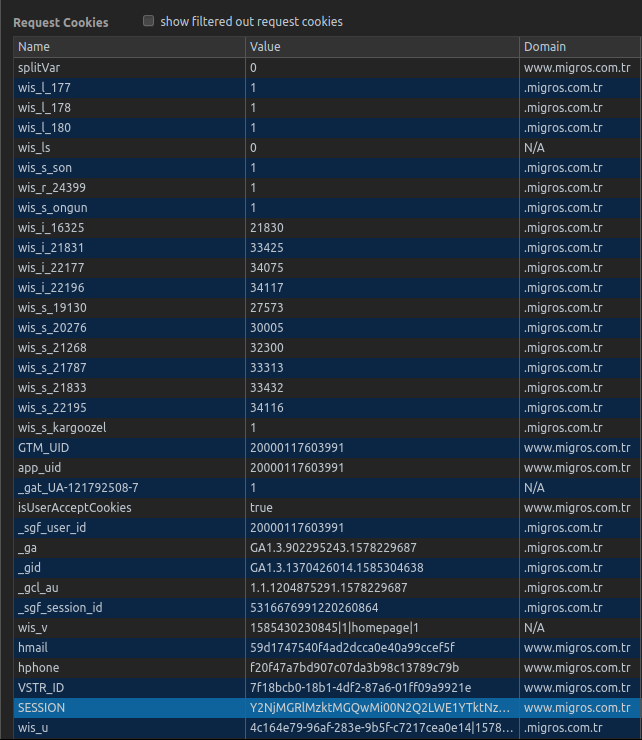 Request Cookies show filtered out request cookies
Name Value Domain
splitVar 0 www.migros.com.tr
wis_l_177 1 .migros.com.tr
wis_l_178 1 .migros.com.tr
wis_l_180 1 .migros.com.tr
wis_ls 0 N/A
wis_s_son 1 .migros.com.tr
wis_r_24399 1 .migros.com.tr
wis_s_ongun 1 .migros.com.tr
wis_i_16325 21830 .migros.com.tr
wis_i_21831 33425 .migros.com.tr
wis_i_22177 34075 .migros.com.tr
wis_i_22196 34117 .migros.com.tr
wis_s_19130 27573 .migros.com.tr
wis_s_20276 30005 .migros.com.tr
wis_s_21268 32300 .migros.com.tr
wis_s_21787 33313 .migros.com.tr
wis_s_21833 33432 .migros.com.tr
wis_s_22195 34116 .migros.com.tr
wis_s_kargoozel 1 .migros.com.tr
GTM_UID 20000117603991 www.migros.com.tr
app_uid 20000117603991 www.migros.com.tr
_gat_UA-121792508-7 1 N/A
isUserAcceptCookies true www.migros.com.tr
_sgf_user_id 20000117603991 .migros.com.tr
_ga GA1.3.902295243.1578229687 .migros.com.tr
_gid GA1.3.1370426014.1585304638 .migros.com.tr
_gcl_au 1.1.1204875291.1578229687 .migros.com.tr
_sgf_session_id 5316676991220260864 .migros.com.tr
wis_v 1585430230845|1|homepage|1 N/A
hmail 59d1747540f4ad2dcca0e40a99ccef5f .migros.com.tr
hphone f20f47a7bd907c07da3b98c13789c79b .migros.com.tr
VSTR_ID 7f18bcb0-18b1-4df2-87a6-01ff09a9921e .migros.com.tr
SESSION Y2NjMGRlMzktMGQwMi00N2Q2LWE1YTktNz... www.migros.com.tr
wis_u 4c164e79-96af-283e-9b5f-c7217cea0e14|1578... .migros.com.tr